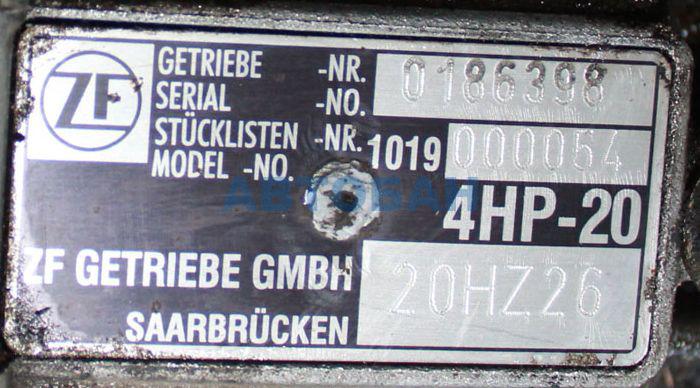 ZF
GETRIEBE -NR. 0186398
SERIAL -NO.
STÜCKLISTEN -NR. 1019 000054
MODEL -NO.
АВТОБАН
4HP-20
ZF GETRIEBE GMBH 20HZ26
SAARBRÜCKEN